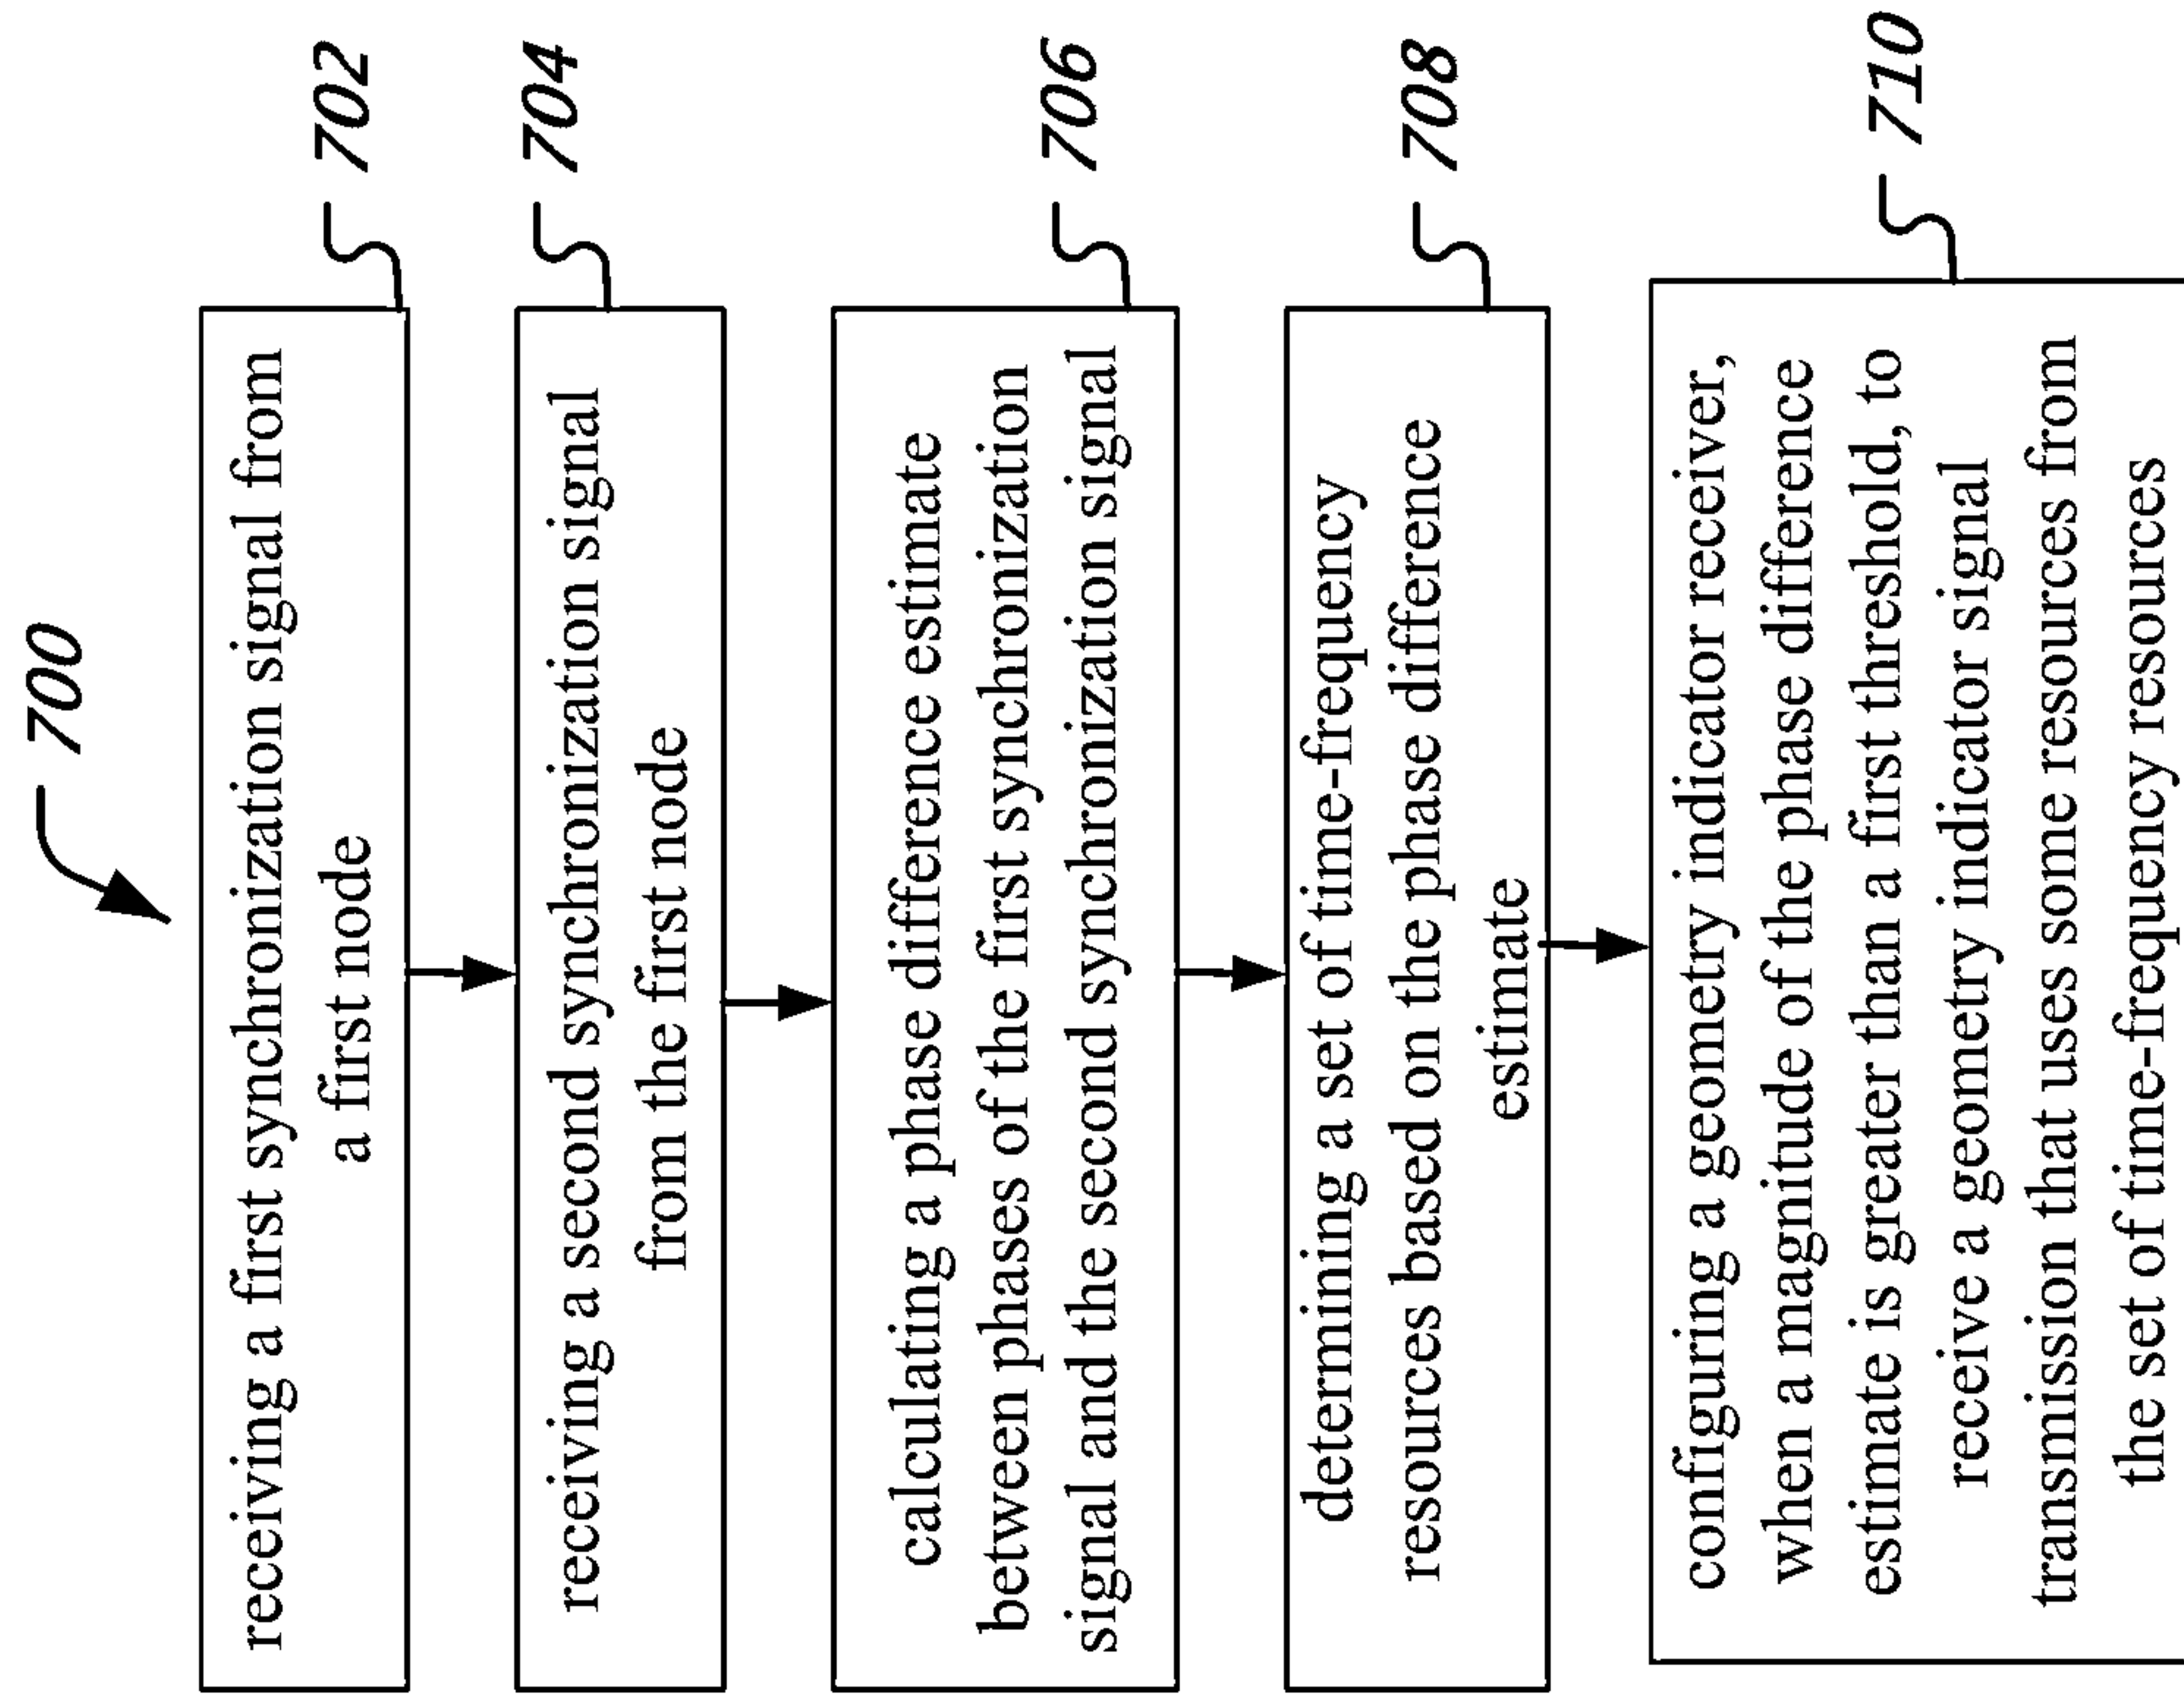 700
receiving a first synchronization signal from
a first node
702
receiving a second synchronization signal
from the first node
704
calculating a phase difference estimate
between phases of the first synchronization
signal and the second synchronization signal
706
determining a set of time-frequency
resources based on the phase difference
estimate
708
configuring a geometry indicator receiver,
when a magnitude of the phase difference
estimate is greater than a first threshold, to
receive a geometry indicator signal
transmission that uses some resources from
the set of time-frequency resources
710